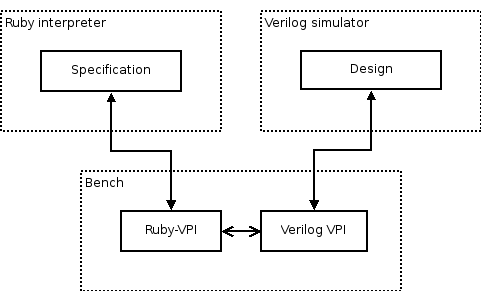 Ruby interpreter
Verilog simulator
Specification
Design
Bench
Ruby-VPI
Verilog VPI